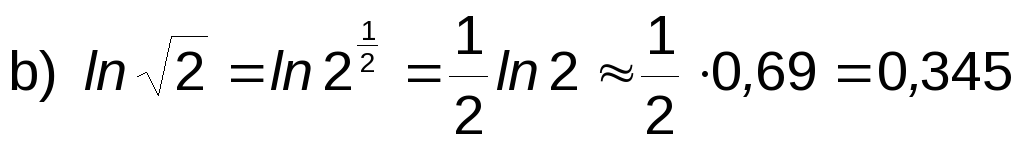 b) ln √2 = ln 2^{1/2} = 1/2 ln 2 ≈ 1/2 · 0,69 = 0,345